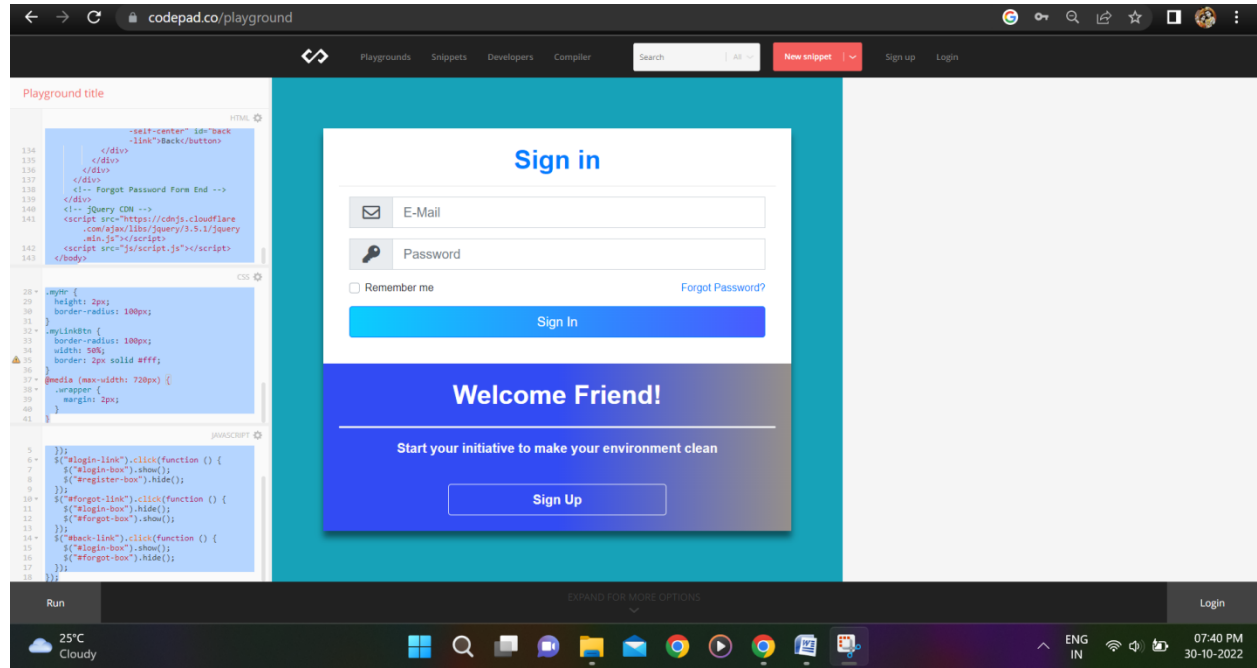 codepad.co/playground
Playgrounds Snippets Developers Compiler Search All New snippet Sign up Login
Playground title
HTML
-self-center" id="back
-link">Back</button>
134 </div>
135 </div>
136 </div>
137 </div>
138 <!-- Forgot Password Form End -->
139 </div>
140 <!-- jQuery CDN -->
141 <script src="https://cdnjs.cloudflare
.com/ajax/libs/jquery/3.5.1/jquery
.min.js"></script>
142 <script src="js/script.js"></script>
143 </body>
CSS
28 .myHr {
29 height: 2px;
30 border-radius: 100px;
31 }
32 .myLinkBtn {
33 border-radius: 100px;
34 width: 50%;
35 border: 2px solid #fff;
36 }
37 @media (max-width: 720px) {
38 .wrapper {
39 margin: 2px;
40 }
41 }
JAVASCRIPT
5 });
6 $("#login-link").click(function () {
7 $("#login-box").show();
8 $("#register-box").hide();
9 });
10 $("#forgot-link").click(function () {
11 $("#login-box").hide();
12 $("#forgot-box").show();
13 });
14 $("#back-link").click(function () {
15 $("#login-box").show();
16 $("#forgot-box").hide();
17 });
18 });
Sign in
E-Mail
Password
Remember me Forgot Password?
Sign In
Welcome Friend!
Start your initiative to make your environment clean
Sign Up
Run EXPAND FOR MORE OPTIONS Login
25°C
Cloudy
ENG
IN
07:40 PM
30-10-2022